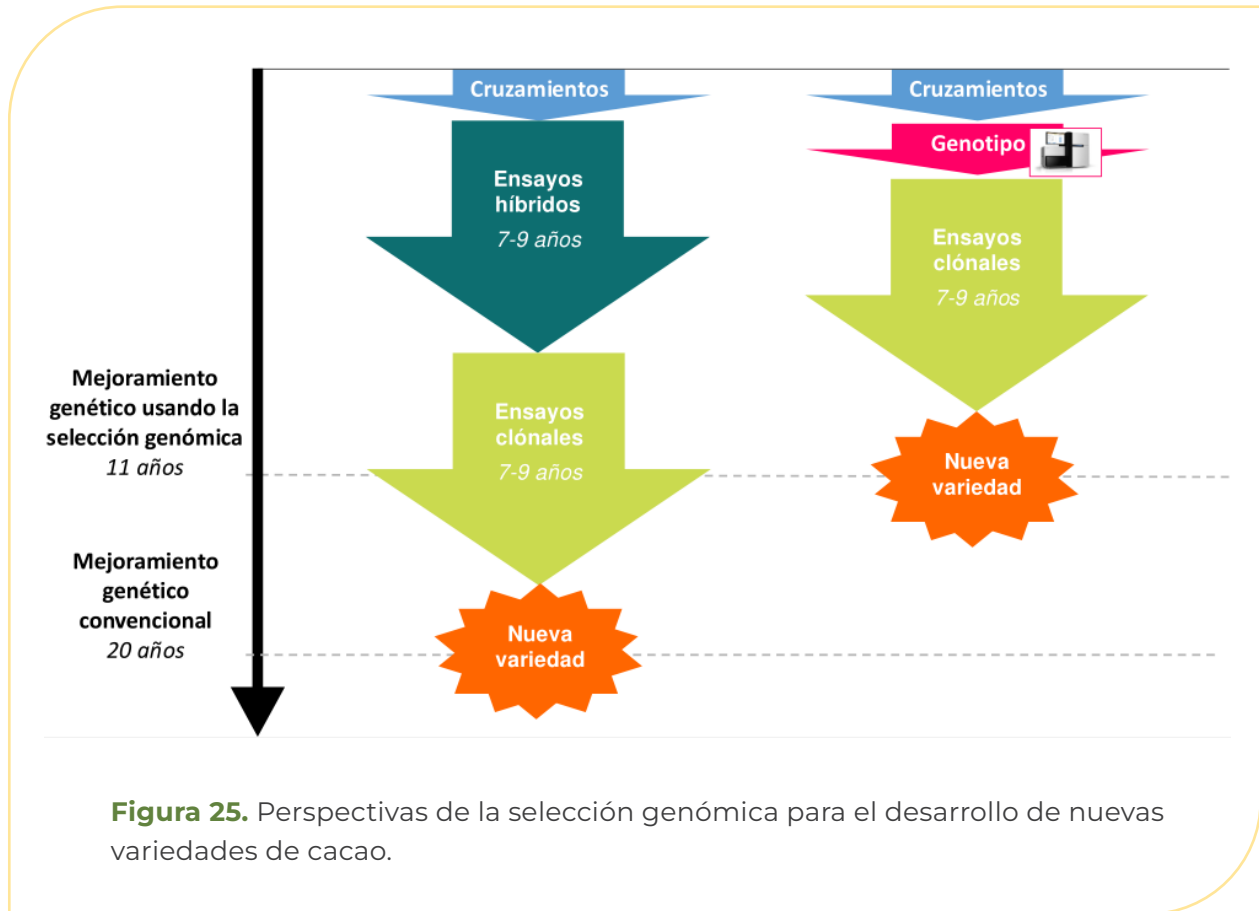 Cruzamientos
Ensayos
híbridos
7-9 años
Ensayos
clónales
7-9 años
Nueva
variedad
Cruzamientos
Genotipo
Ensayos
clónales
7-9 años
Nueva
variedad
Mejoramiento
genético usando la
selección genómica
11 años
Mejoramiento
genético
convencional
20 años
Figura 25. Perspectivas de la selección genómica para el desarrollo de nuevas
variedades de cacao.